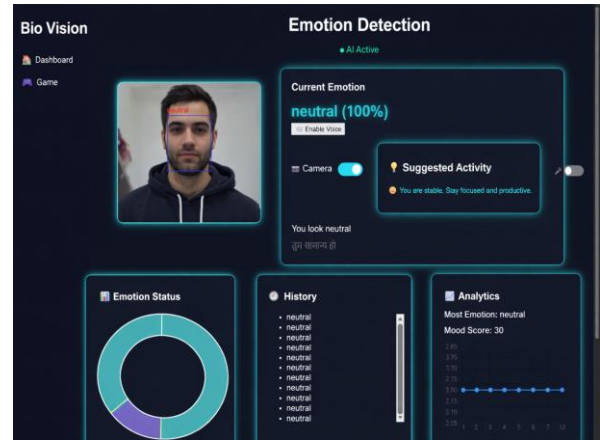 Bio Vision
Dashboard
Game
Emotion Detection
AI Active
neutral
Current Emotion
neutral (100%)
Enable Voice
Camera
Suggested Activity
You are stable. Stay focused and productive.
You look neutral
तुम सामान्य हो
Emotion Status
History
• neutral
• neutral
• neutral
• neutral
• neutral
• neutral
• neutral
• neutral
• neutral
• neutral
• neutral
Analytics
Most Emotion: neutral
Mood Score: 30